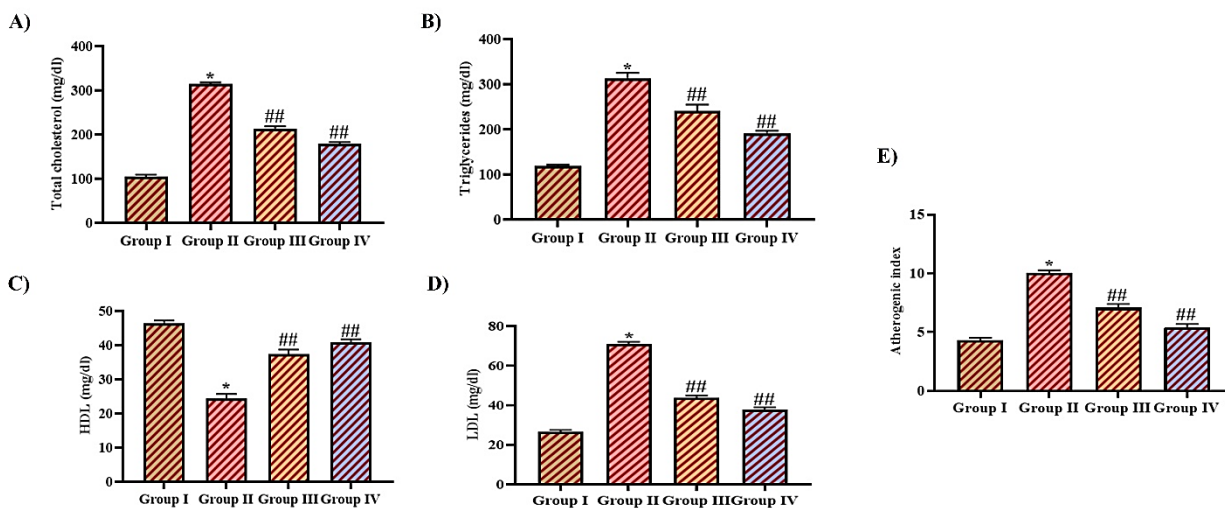 A)
Total cholesterol (mg/dl)
400
300
200
100
0
*
##
##
Group I Group II Group III Group IV
B)
Triglycerides (mg/dl)
400
300
200
100
0
*
##
##
Group I Group II Group III Group IV
C)
HDL (mg/dl)
50
40
30
20
10
0
*
##
##
Group I Group II Group III Group IV
D)
LDL (mg/dl)
80
60
40
20
0
*
##
##
Group I Group II Group III Group IV
E)
Atherogenic index
15
10
5
0
*
##
##
Group I Group II Group III Group IV